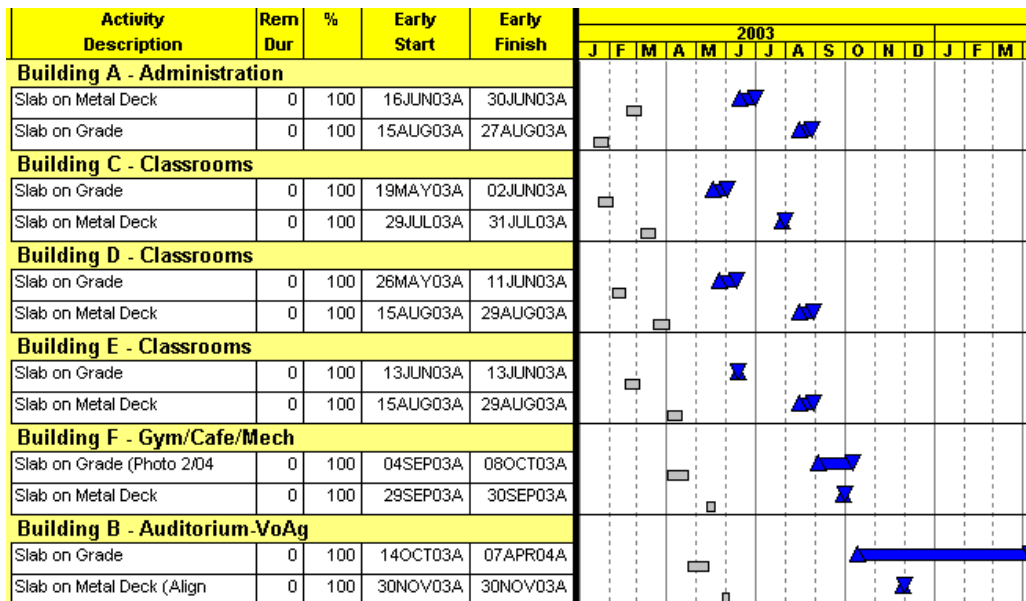 Activity Description Rem Dur % Early Start Early Finish
2003
J F M A M J J A S O N D J F M
Building A - Administration
Slab on Metal Deck 0 100 16JUN03A 30JUN03A
Slab on Grade 0 100 15AUG03A 27AUG03A
Building C - Classrooms
Slab on Grade 0 100 19MAY03A 02JUN03A
Slab on Metal Deck 0 100 29JUL03A 31JUL03A
Building D - Classrooms
Slab on Grade 0 100 26MAY03A 11JUN03A
Slab on Metal Deck 0 100 15AUG03A 29AUG03A
Building E - Classrooms
Slab on Grade 0 100 13JUN03A 13JUN03A
Slab on Metal Deck 0 100 15AUG03A 29AUG03A
Building F - Gym/Cafe/Mech
Slab on Grade (Photo 2/04 0 100 04SEP03A 08OCT03A
Slab on Metal Deck 0 100 29SEP03A 30SEP03A
Building B - Auditorium-VoAg
Slab on Grade 0 100 14OCT03A 07APR04A
Slab on Metal Deck (Align 0 100 30NOV03A 30NOV03A